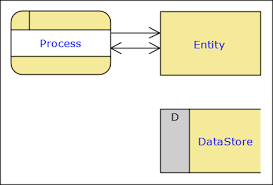 Process
Entity
D
DataStore